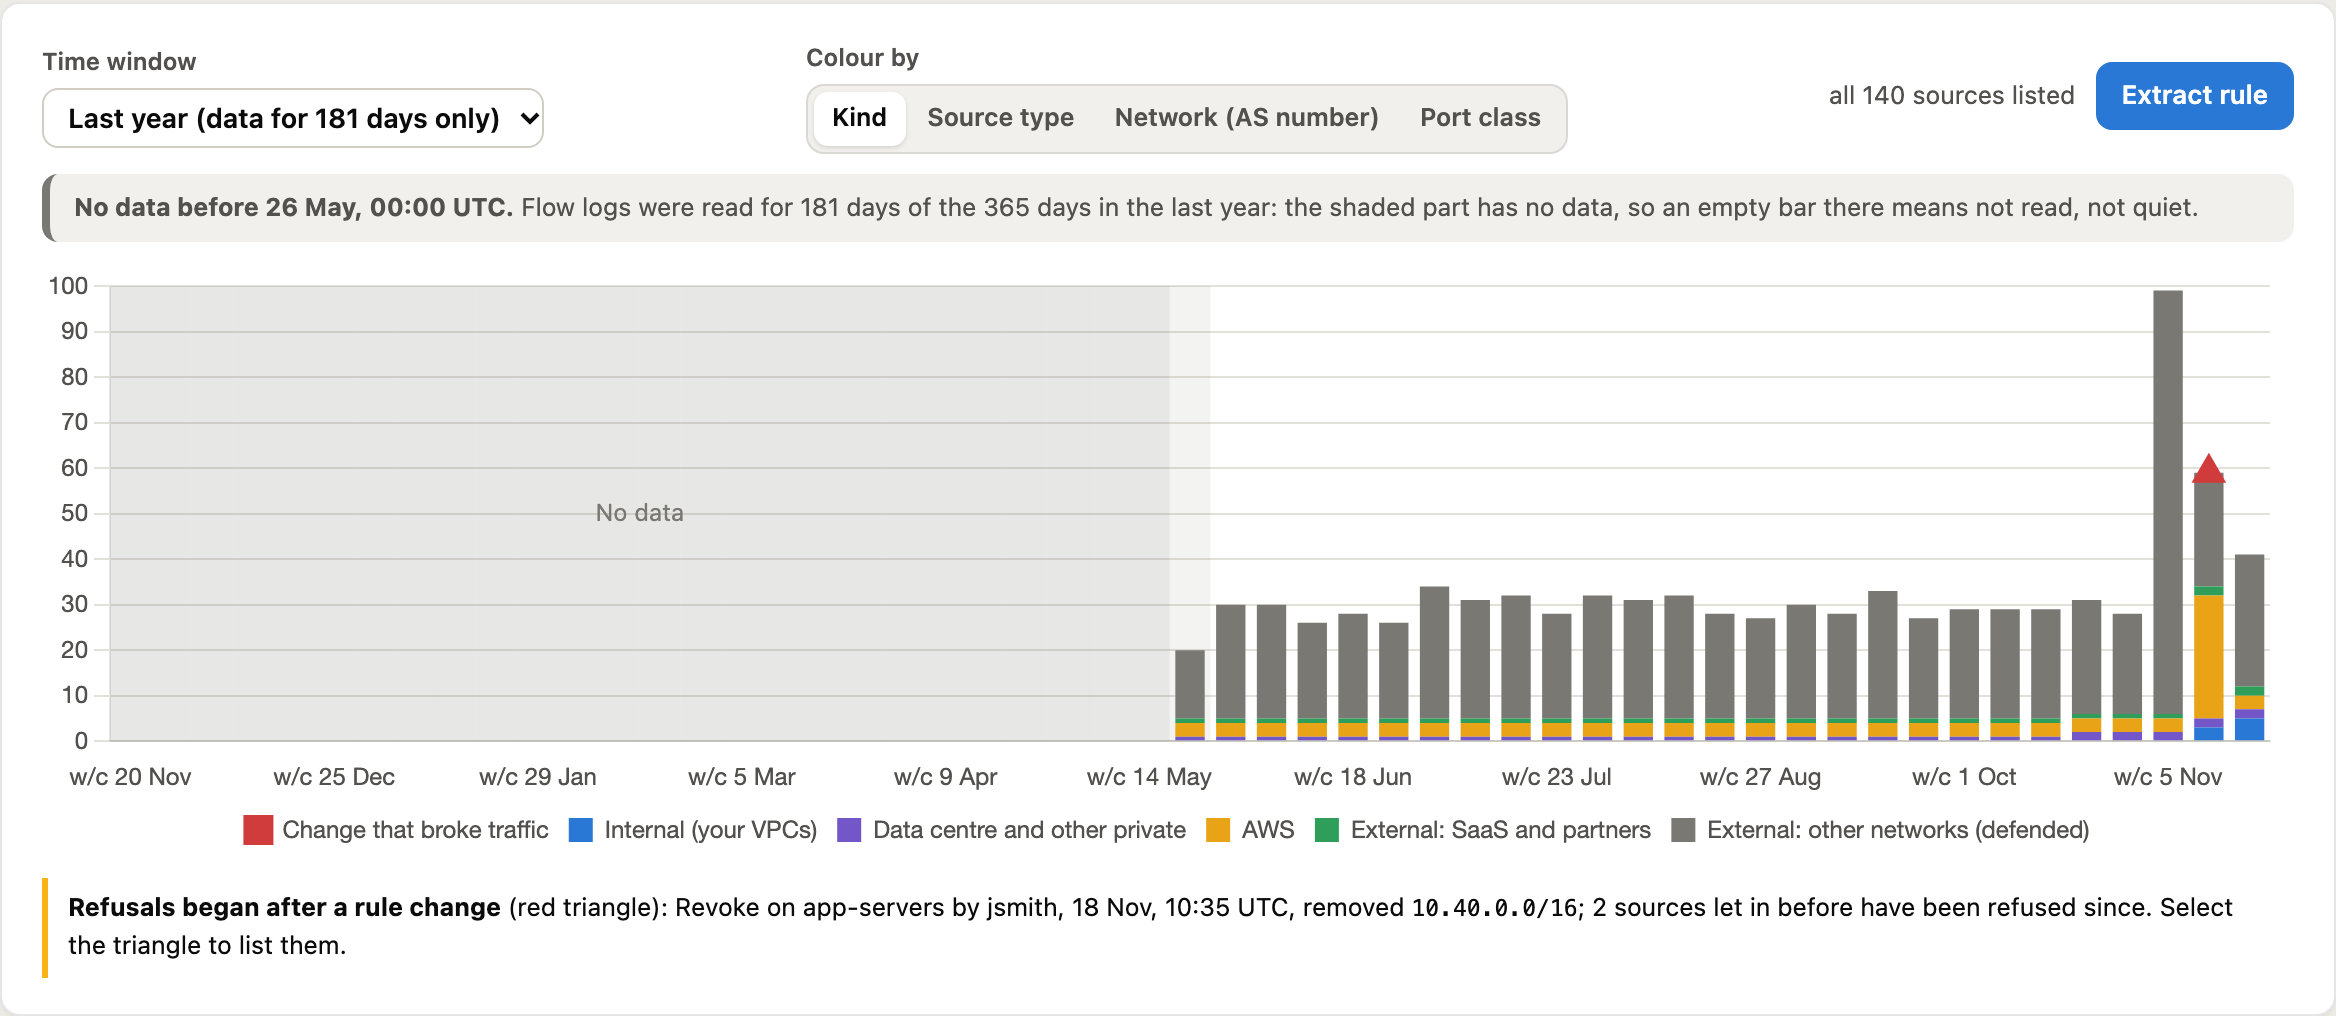 Time window
Colour by
Last year (data for 181 days only)
Kind
Source type
Network (AS number)
Port class
all 140 sources listed
Extract rule
No data before 26 May, 00:00 UTC. Flow logs were read for 181 days of the 365 days in the last year: the shaded part has no data, so an empty bar there means not read, not quiet.
100
90
80
70
60
50
40
30
20
10
0
No data
w/c 20 Nov
w/c 25 Dec
w/c 29 Jan
w/c 5 Mar
w/c 9 Apr
w/c 14 May
w/c 18 Jun
w/c 23 Jul
w/c 27 Aug
w/c 1 Oct
w/c 5 Nov
Change that broke traffic
Internal (your VPCs)
Data centre and other private
AWS
External: SaaS and partners
External: other networks (defended)
Refusals began after a rule change (red triangle): Revoke on app-servers by jsmith, 18 Nov, 10:35 UTC, removed 10.40.0.0/16; 2 sources let in before have been refused since. Select
the triangle to list them.